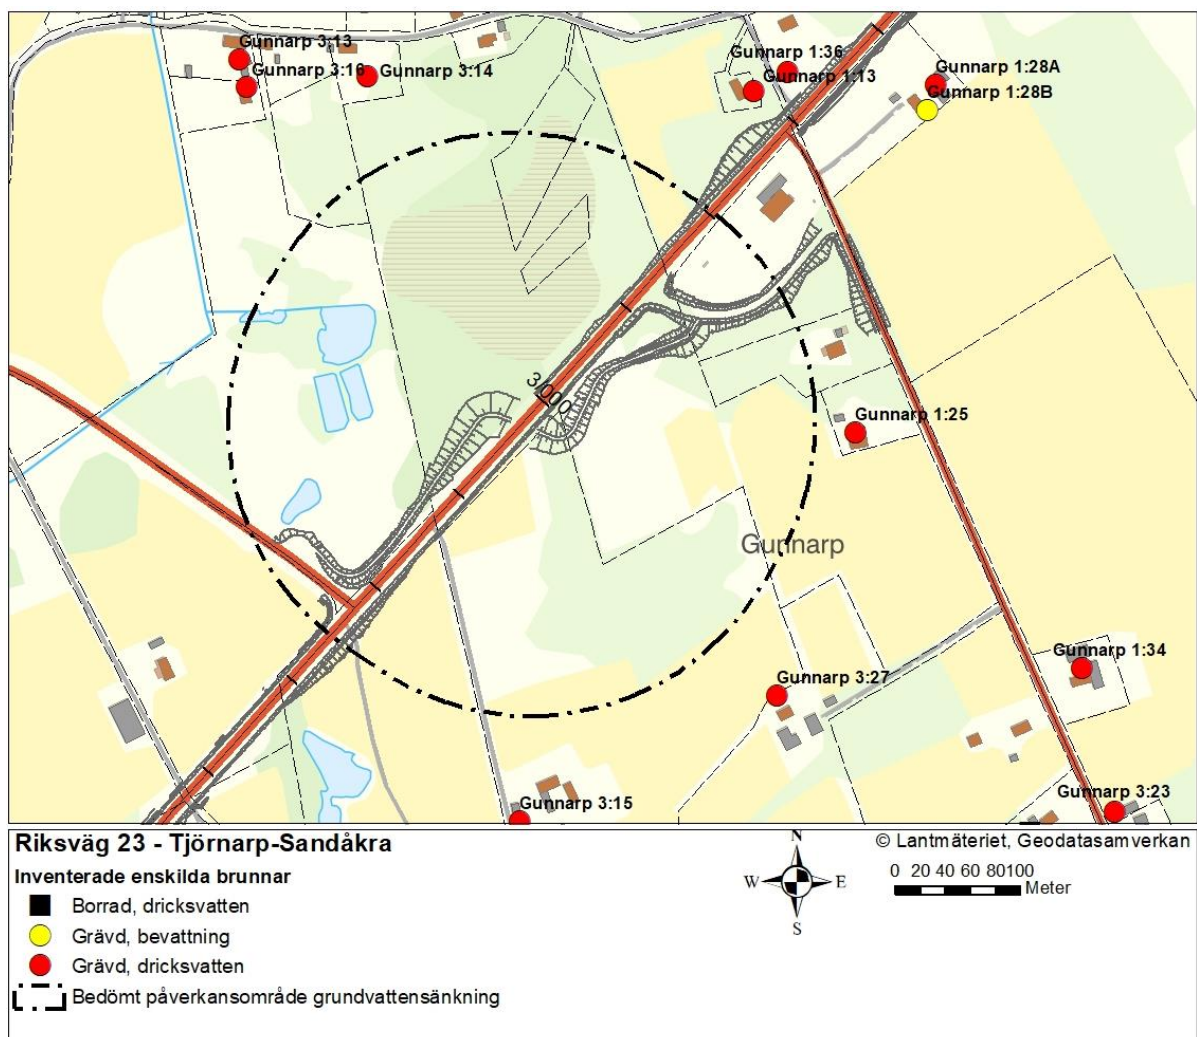 Gunnarp 3:13
Gunnarp 3:16
Gunnarp 3:14
Gunnarp 1:36
Gunnarp 1:13
Gunnarp 1:28A
Gunnarp 1:28B
3/000
Gunnarp 1:25
Gunnarp
Gunnarp 1:34
Gunnarp 3:27
Gunnarp 3:15
Gunnarp 3:23
Riksväg 23 - Tjörnarp-Sandåkra
Inventerade enskilda brunnar
Borrad, dricksvatten
Grävd, bevattning
Grävd, dricksvatten
Bedömt påverkansområde grundvattensänkning
N
W
E
S
© Lantmäteriet, Geodatasamverkan
0 20 40 60 80100
Meter